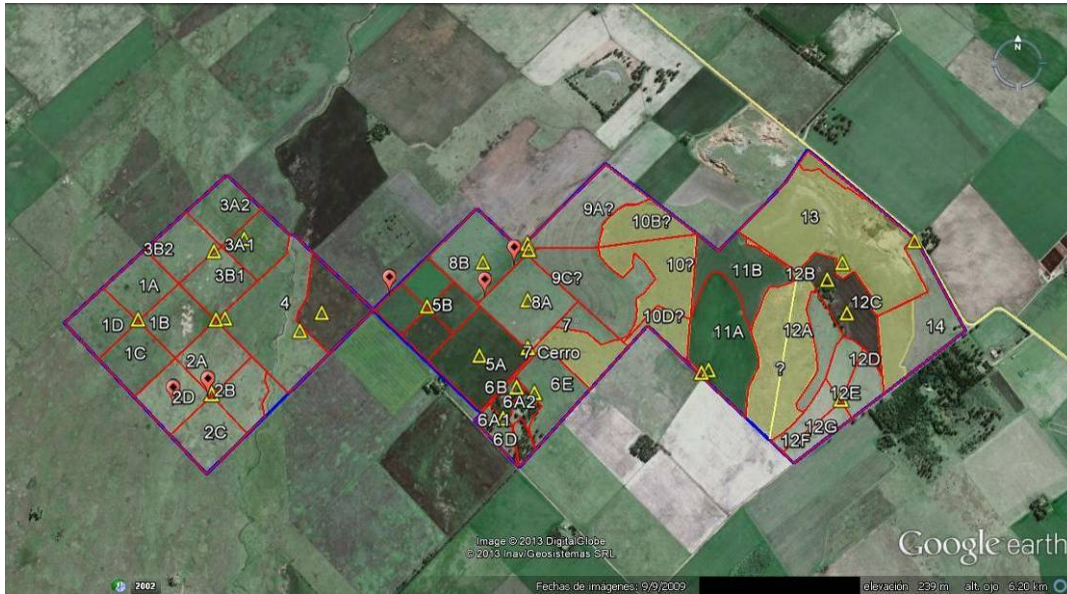 N
13
3A2
9A?
10B?
3B2
3A-1
3B1
8B
9C?
10?
11B
12B
1A
4
5B
8A
12C
1D
1B
7
10D?
11A
12A
14
1C
2A
5A
7- Cerro
12D
2D
2B
6B
6E
?
6A2
12E
2C
6A1
12G
6D
12F
Image © 2013 DigitalGlobe
© 2013 Inav/Geosistemas SRL
Google earth
2002
Fechas de imágenes: 9/9/2009
elevación 239 m
alt. ojo 6.20 km